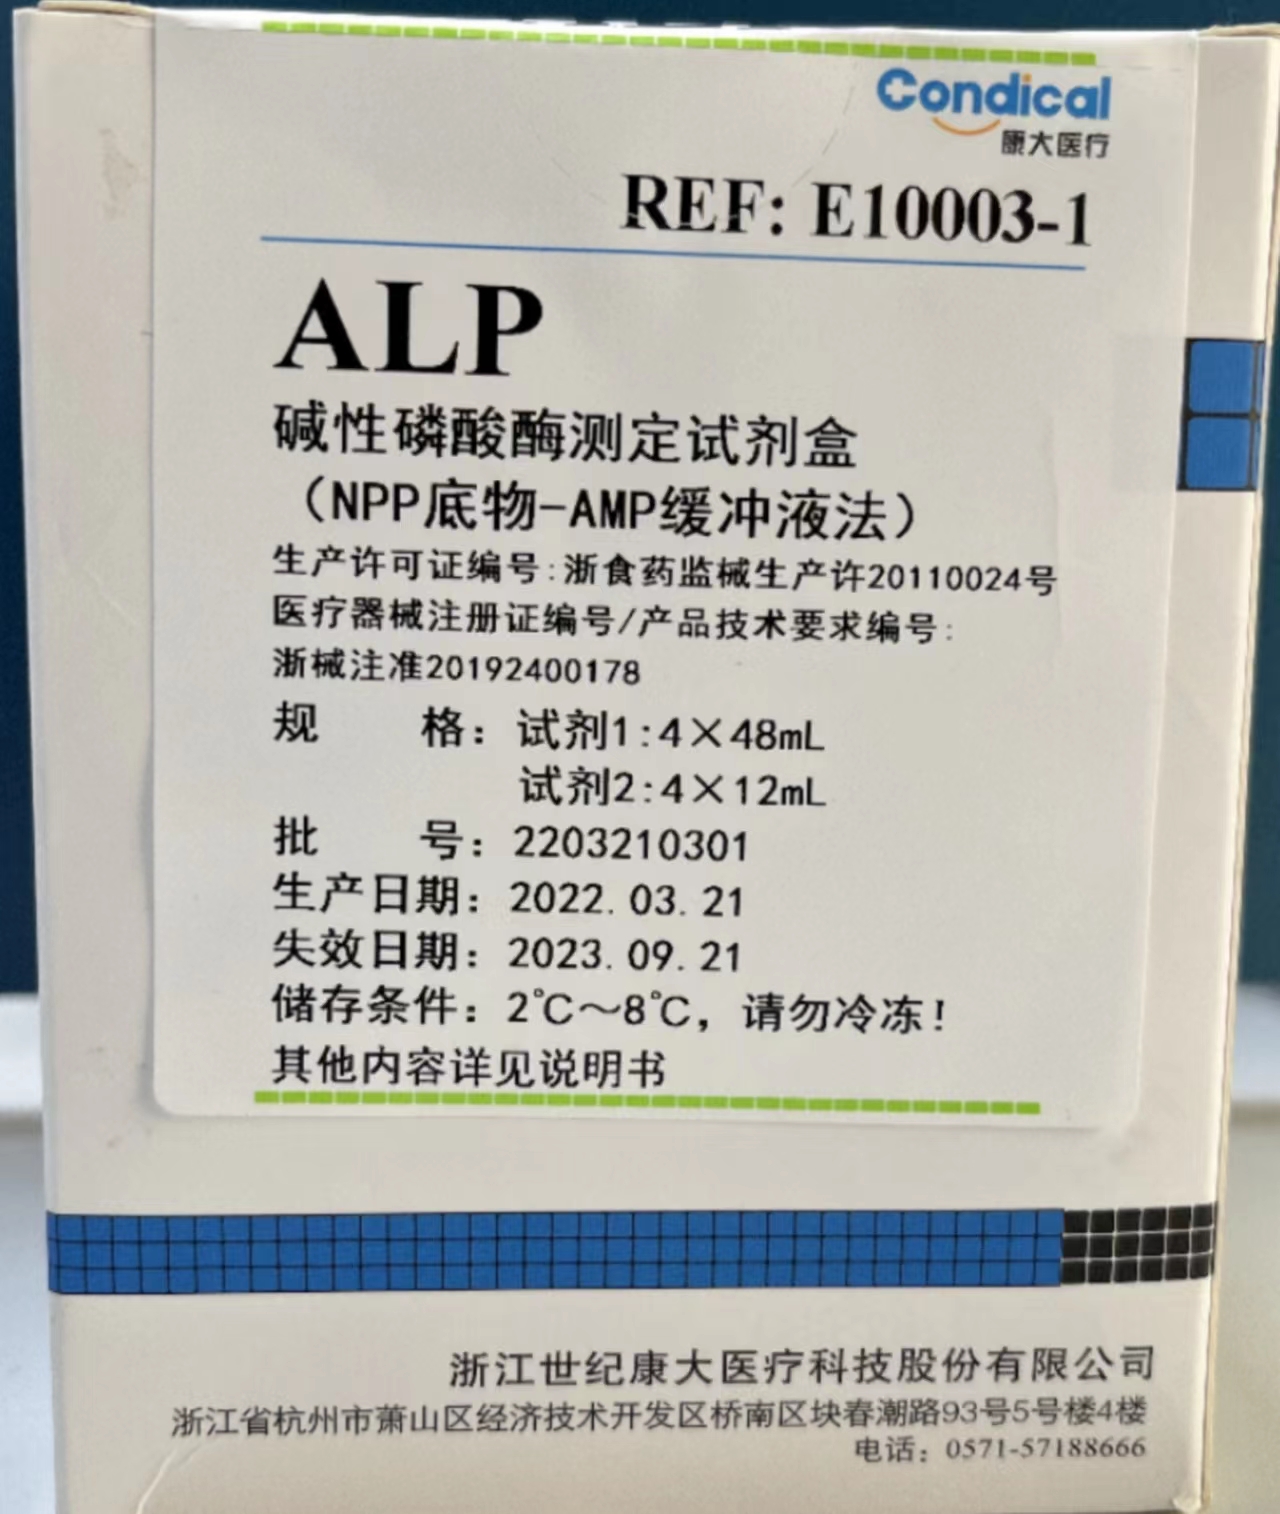 Condical
康大医疗
REF: E10003-1
ALP
碱性磷酸酶测定试剂盒
（NPP底物-AMP缓冲液法）
生产许可证编号:浙食药监械生产许20110024号
医疗器械注册证编号/产品技术要求编号:
浙械注准20192400178
规 格：试剂1:4×48mL
试剂2:4×12mL
批 号：2203210301
生产日期：2022.03.21
失效日期：2023.09.21
储存条件：2℃～8℃，请勿冷冻！
其他内容详见说明书
浙江世纪康大医疗科技股份有限公司
浙江省杭州市萧山区经济技术开发区桥南区块春潮路93号5号楼4楼
电话：0571-57188666